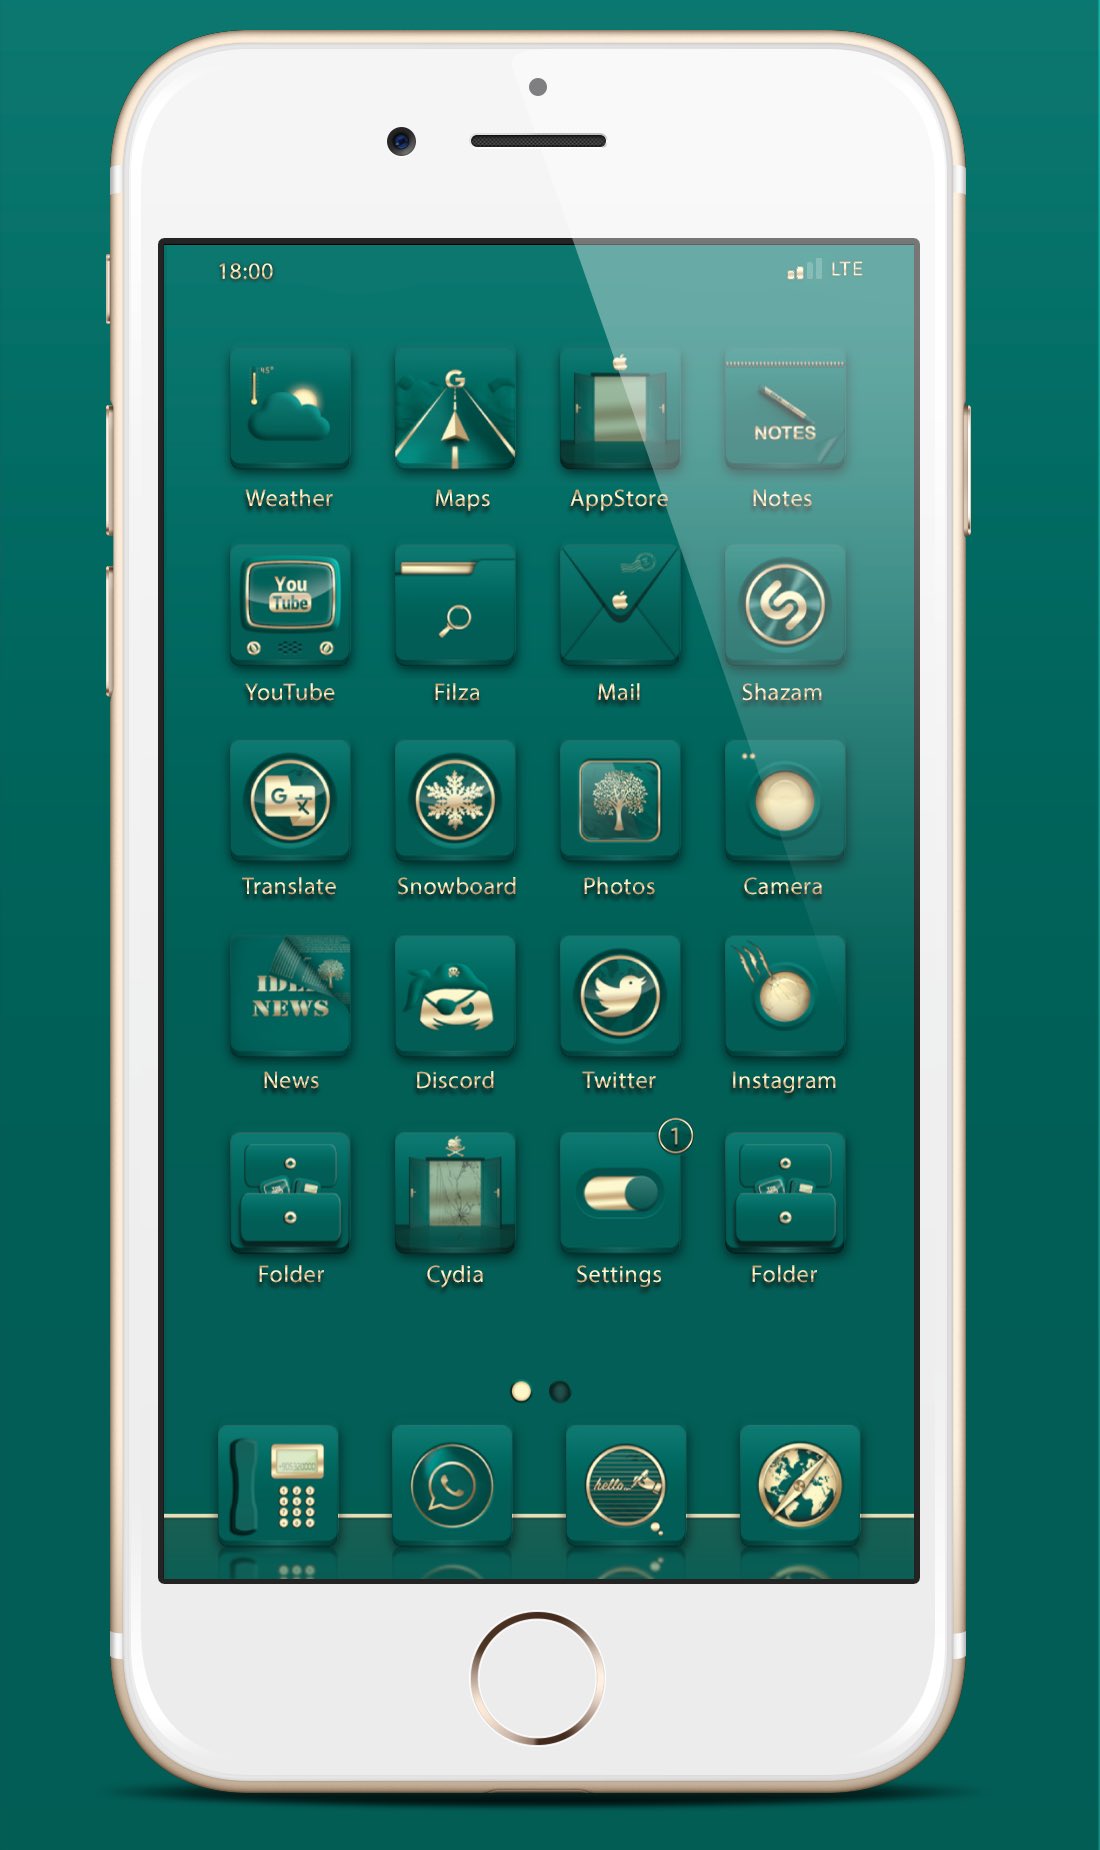 18:00
LTE
45°
G
NOTES
Weather
Maps
AppStore
Notes
You
Tube
YouTube
Filza
Mail
Shazam
G
Translate
Snowboard
Photos
Camera
NEWS
News
Discord
Twitter
Instagram
1
Folder
Cydia
Settings
Folder
hello...